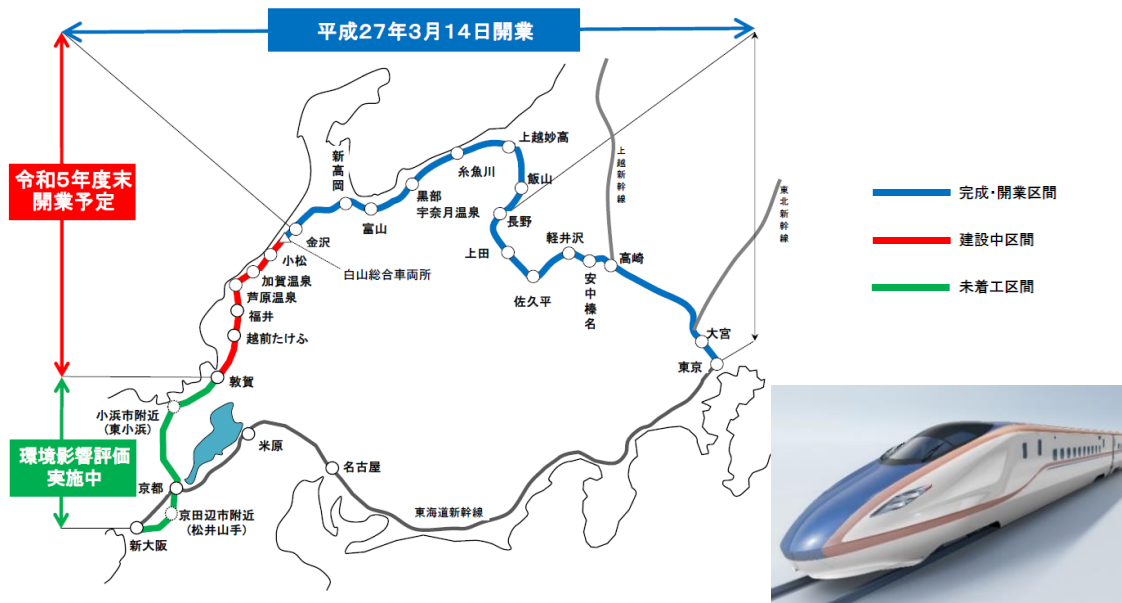 平成27年3月14日開業
令和5年度末
開業予定
環境影響評価
実施中
上越妙高
糸魚川
飯山
新高岡
黒部
宇奈月温泉
長野
富山
金沢
上田
軽井沢
高崎
安中榛名
佐久平
上越新幹線
東北新幹線
小松
白山総合車両所
加賀温泉
芦原温泉
福井
越前たけふ
大宮
東京
敦賀
小浜市附近
(東小浜)
米原
名古屋
京都
東海道新幹線
京田辺市附近
(松井山手)
新大阪
完成・開業区間
建設中区間
未着工区間